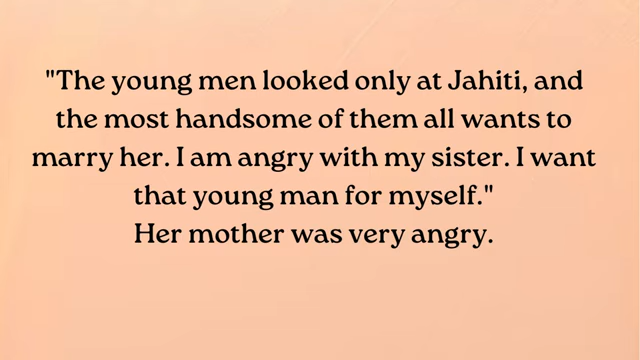 "The young men looked only at Jahiti, and
the most handsome of them all wants to
marry her. I am angry with my sister. I want
that young man for myself."
Her mother was very angry.